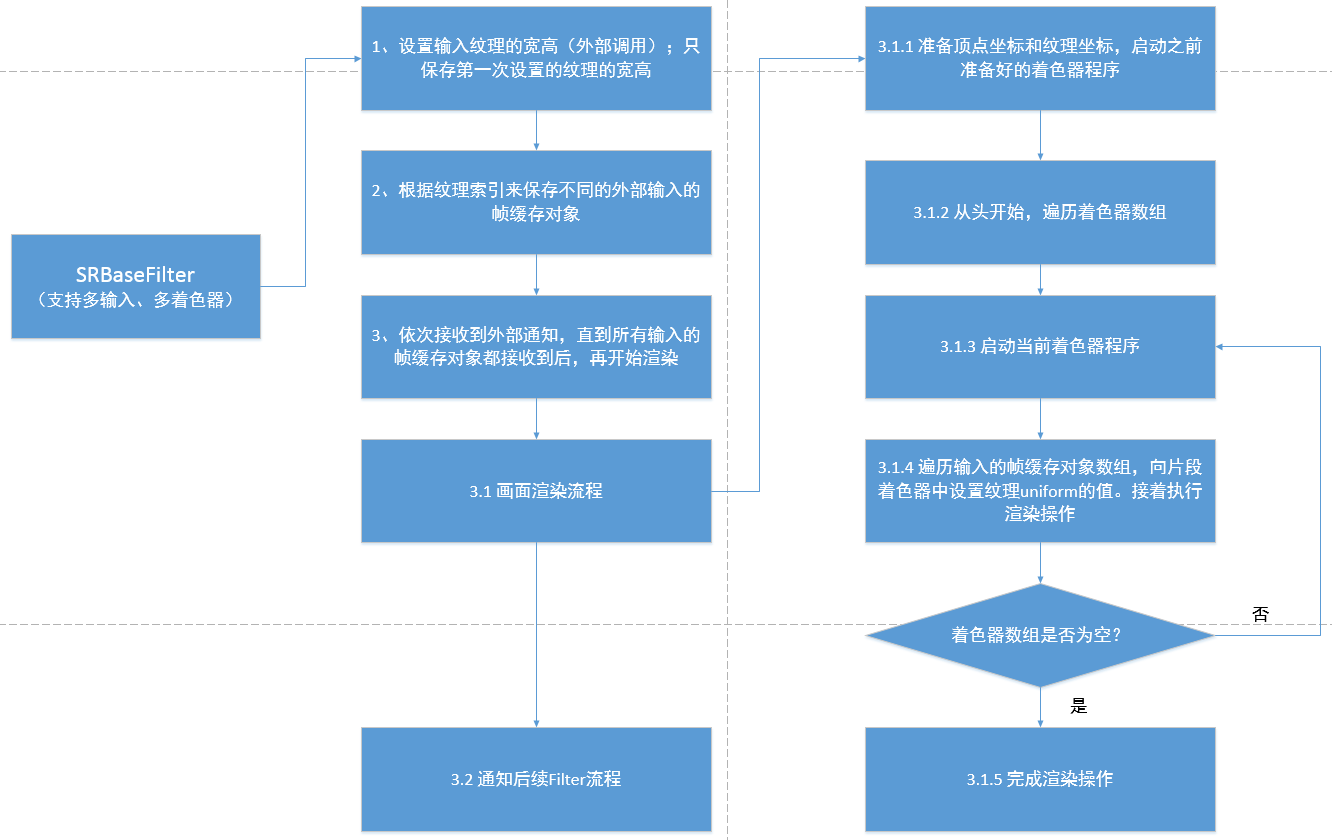 SRBaseFilter
（支持多输入、多着色器）
1、设置输入纹理的宽高（外部调用）；只
保存第一次设置的纹理的宽高
2、根据纹理索引来保存不同的外部输入的
帧缓存对象
3、依次接收到外部通知，直到所有输入的
帧缓存对象都接收到后，再开始渲染
3.1 画面渲染流程
3.2 通知后续Filter流程
3.1.1 准备顶点坐标和纹理坐标，启动之前
准备好的着色器程序
3.1.2 从头开始，遍历着色器数组
3.1.3 启动当前着色器程序
3.1.4 遍历输入的帧缓存对象数组，向片段
着色器中设置纹理uniform的值。接着执行
渲染操作
着色器数组是否为空？
否
是
3.1.5 完成渲染操作